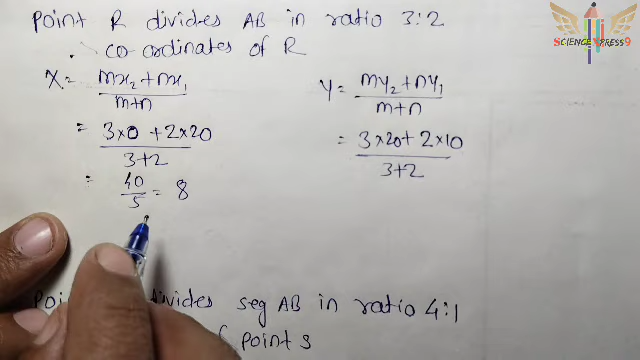 SCIENCE XPRESS 9
Point R divides AB in ratio 3:2
co-ordinates of R
X = mx₂+nx₁ / m+n
Y = my₂+ny₁ / m+n
= 3×0 + 2×20 / 3+2
= 3×20 + 2×10 / 3+2
= 40/5 = 8
divides seg AB in ratio 4:1
point S